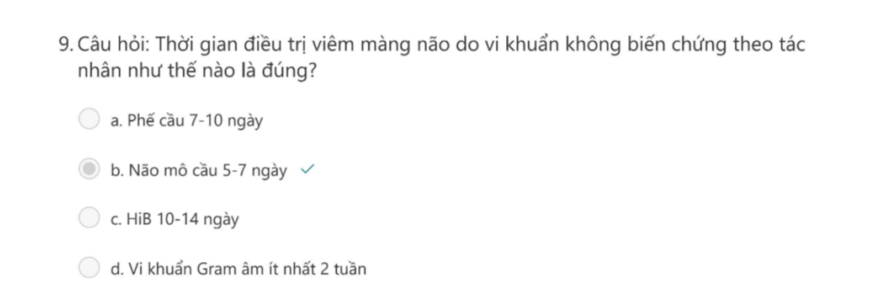 9. Câu hỏi: Thời gian điều trị viêm màng não do vi khuẩn không biến chứng theo tác
nhân như thế nào là đúng?
a. Phế cầu 7-10 ngày
b. Não mô cầu 5-7 ngày ✓
c. HiB 10-14 ngày
d. Vi khuẩn Gram âm ít nhất 2 tuần